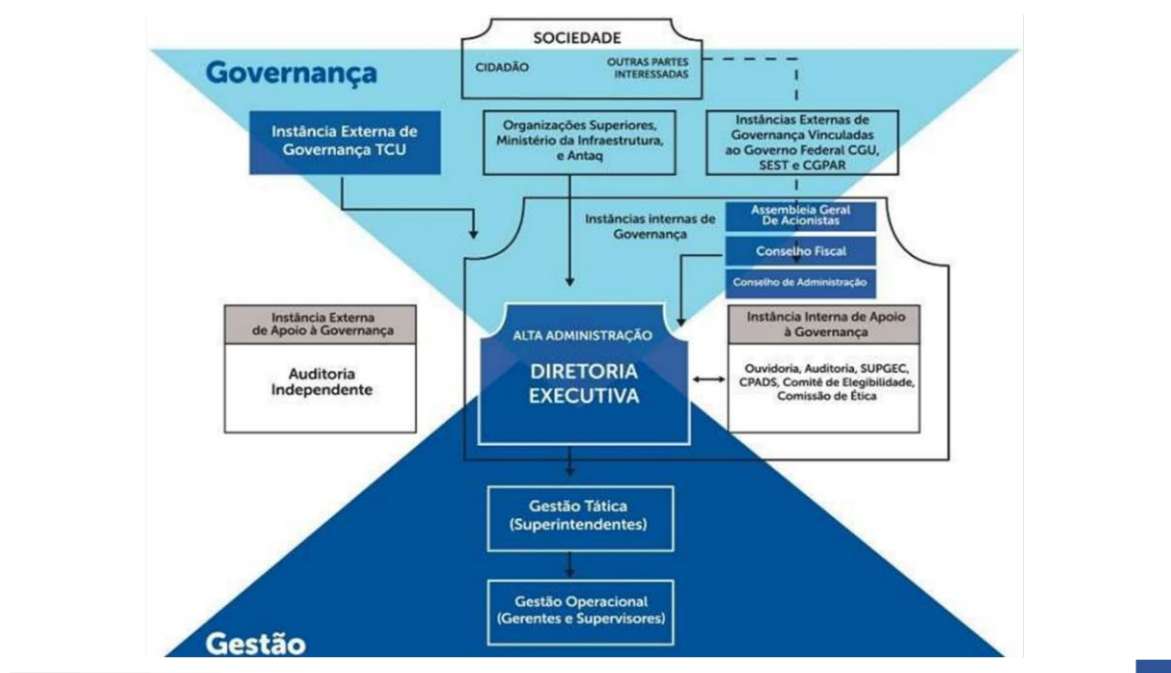 SOCIEDADE
CIDADÃO
OUTRAS PARTES
INTERESSADAS
Governança
Instância Externa de
Governança TCU
Organizações Superiores,
Ministério da Infraestrutura,
e Antaq
Instâncias Externas de
Governança Vinculadas
ao Governo Federal CGU,
SEST e CGPAR
Instâncias internas de
Governança
Assembleia Geral
De Acionistas
Conselho Fiscal
Conselho de Administração
Instância Externa
de Apoio à Governança
Auditoria
Independente
ALTA ADMINISTRAÇÃO
DIRETORIA
EXECUTIVA
Instância Interna de Apoio
à Governança
Ouvidoria, Auditoria, SUPGEC,
CPADS, Comitê de Elegibilidade,
Comissão de Ética
Gestão Tática
(Superintendentes)
Gestão Operacional
(Gerentes e Supervisores)
Gestão